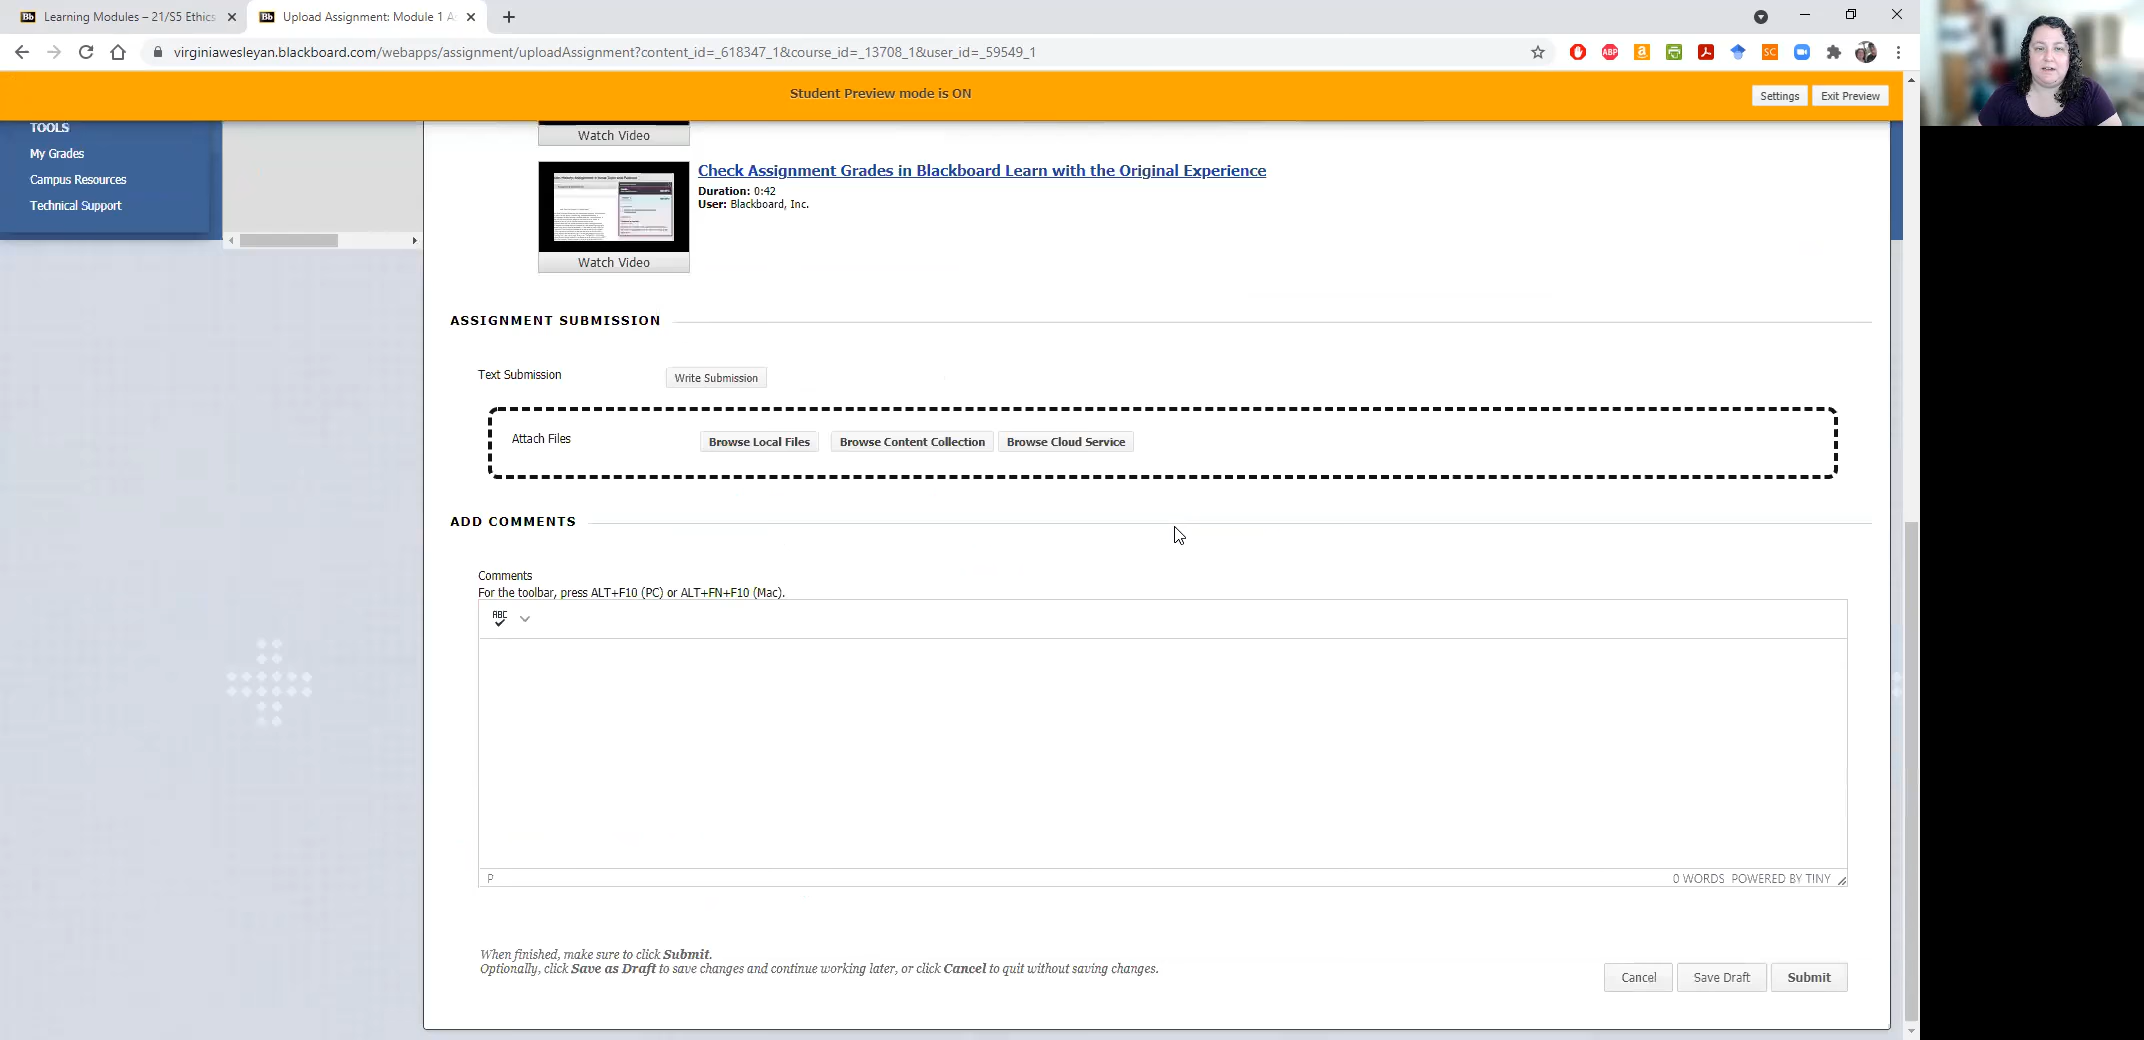 Learning Modules – 21/S5 Ethics
Upload Assignment: Module 1 A
virginiawesleyan.blackboard.com/webapps/assignment/uploadAssignment?content_id=_618347_1&course_id=_13708_1&user_id=_59549_1
ABP
SC
Student Preview mode is ON
Settings
Exit Preview
TOOLS
My Grades
Campus Resources
Technical Support
Watch Video
Check Assignment Grades in Blackboard Learn with the Original Experience
Duration: 0:42
User: Blackboard, Inc.
Watch Video
ASSIGNMENT SUBMISSION
Text Submission
Write Submission
Attach Files
Browse Local Files
Browse Content Collection
Browse Cloud Service
ADD COMMENTS
Comments
For the toolbar, press ALT+F10 (PC) or ALT+FN+F10 (Mac).
ABC
P
0 WORDS POWERED BY TINY
When finished, make sure to click Submit.
Optionally, click Save as Draft to save changes and continue working later, or click Cancel to quit without saving changes.
Cancel
Save Draft
Submit